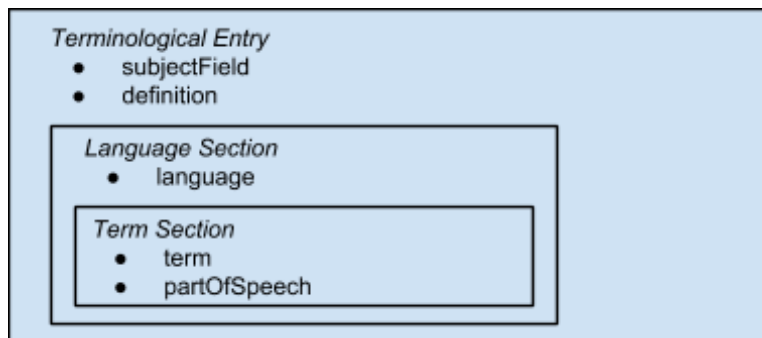 Terminological Entry
● subjectField
● definition
Language Section
● language
Term Section
● term
● partOfSpeech